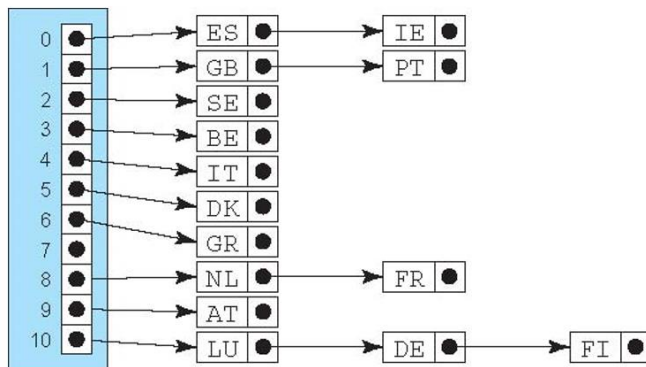 0 ES IE
1 GB PT
2 SE
3 BE
4 IT
5 DK
6 GR
7
8 NL FR
9 AT
10 LU DE FI